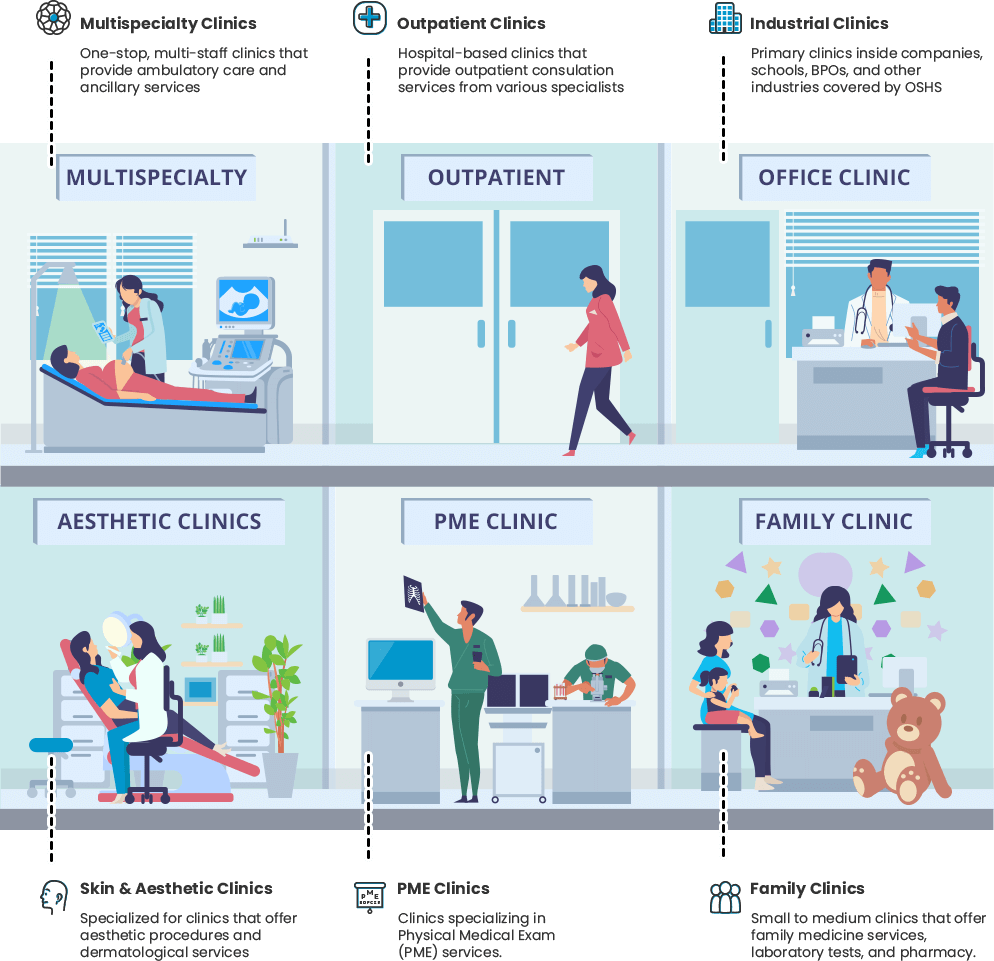 Multispecialty Clinics
One-stop, multi-staff clinics that
provide ambulatory care and
ancillary services
Outpatient Clinics
Hospital-based clinics that
provide outpatient consulation
services from various specialists
Industrial Clinics
Primary clinics inside companies,
schools, BPOs, and other
industries covered by OSHS
MULTISPECIALTY
OUTPATIENT
OFFICE CLINIC
AESTHETIC CLINICS
PME CLINIC
FAMILY CLINIC
Skin & Aesthetic Clinics
Specialized for clinics that offer
aesthetic procedures and
dermatological services
PME Clinics
Clinics specializing in
Physical Medical Exam
(PME) services.
Family Clinics
Small to medium clinics that offer
family medicine services,
laboratory tests, and pharmacy.